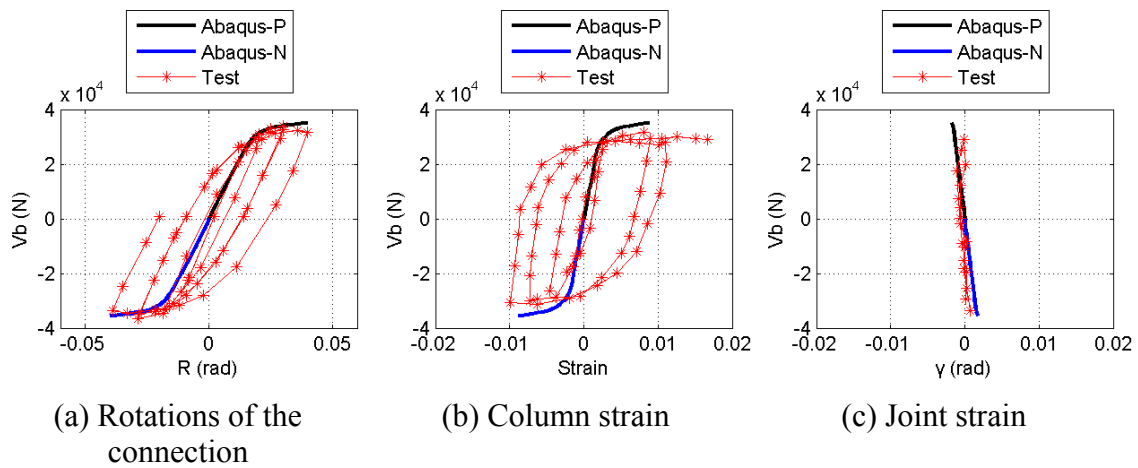 Abaqus-P
Abaqus-N
Test
x 10^4
4
2
0
-2
-4
Vb (N)
-0.05
0
0.05
R (rad)
(a) Rotations of the
connection
Abaqus-P
Abaqus-N
Test
x 10^4
4
2
0
-2
-4
Vb (N)
-0.02
-0.01
0
0.01
0.02
Strain
(b) Column strain
Abaqus-P
Abaqus-N
Test
x 10^4
4
2
0
-2
-4
Vb (N)
-0.02
-0.01
0
0.01
0.02
γ (rad)
(c) Joint strain